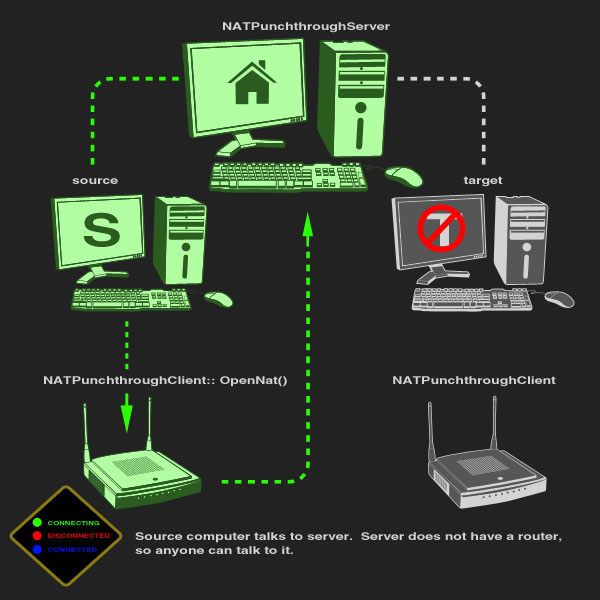 NATPunchthroughServer
source
target
S
T
NATPunchthroughClient:: OpenNat()
NATPunchthroughClient
CONNECTING
DISCONNECTED
CONNECTED
Source computer talks to server.  Server does not have a router,
so anyone can talk to it.